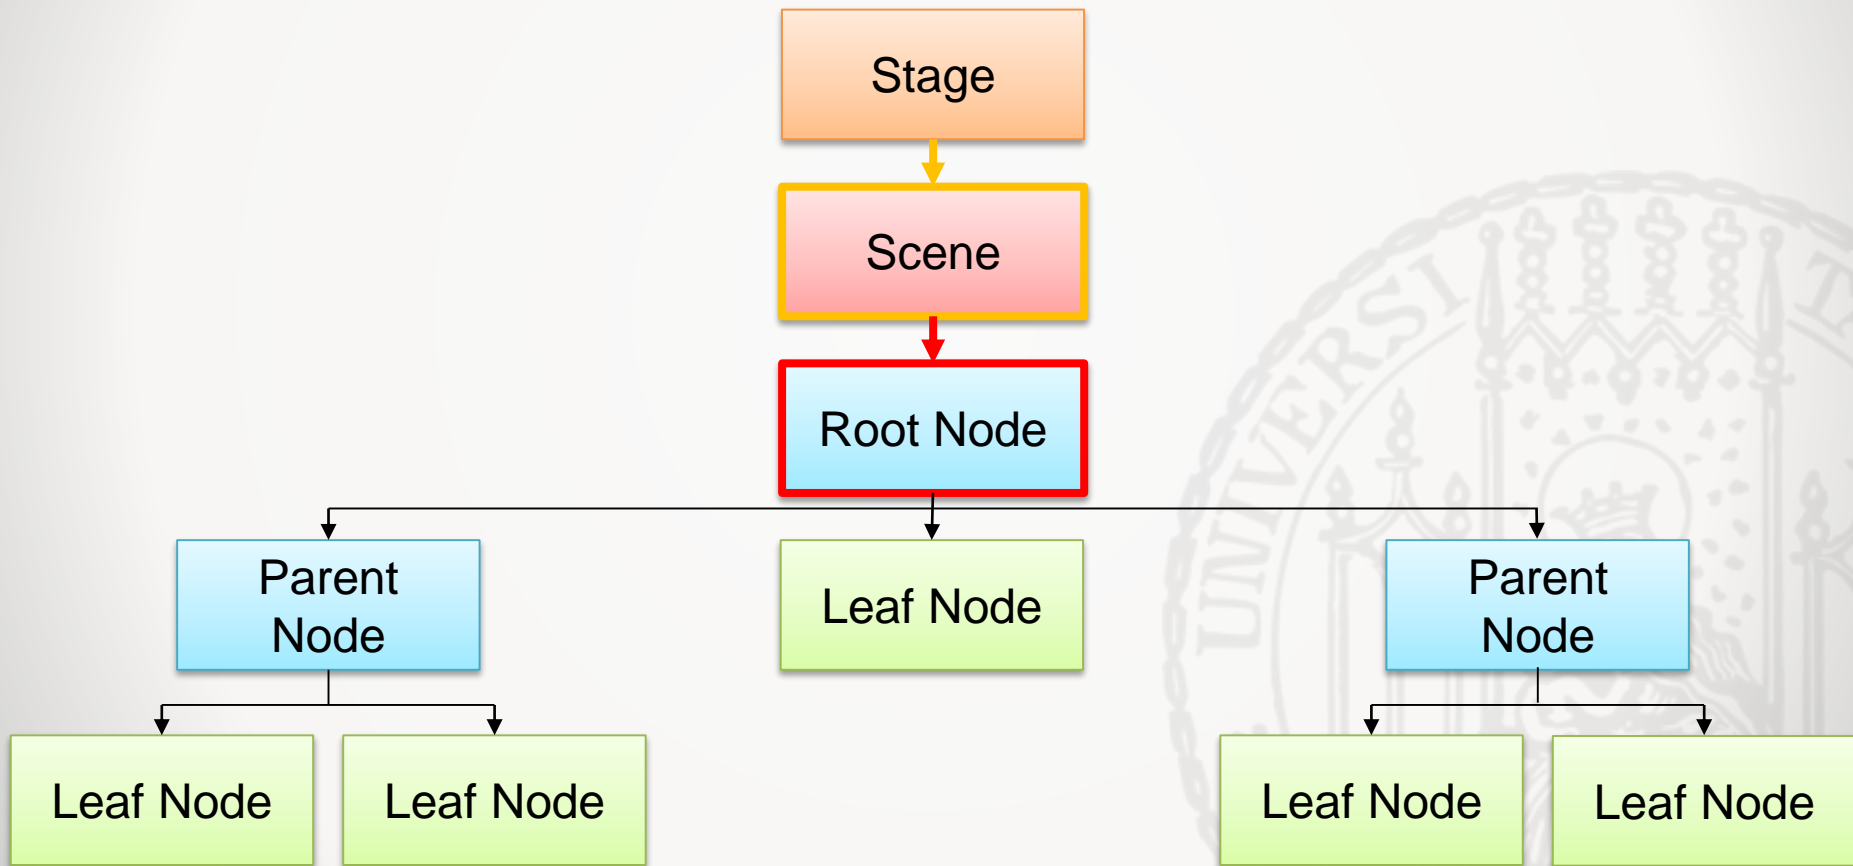 Stage
Scene
Root Node
Parent
Node
Leaf Node
Parent
Node
Leaf Node
Leaf Node
Leaf Node
Leaf Node
UNIVERSI